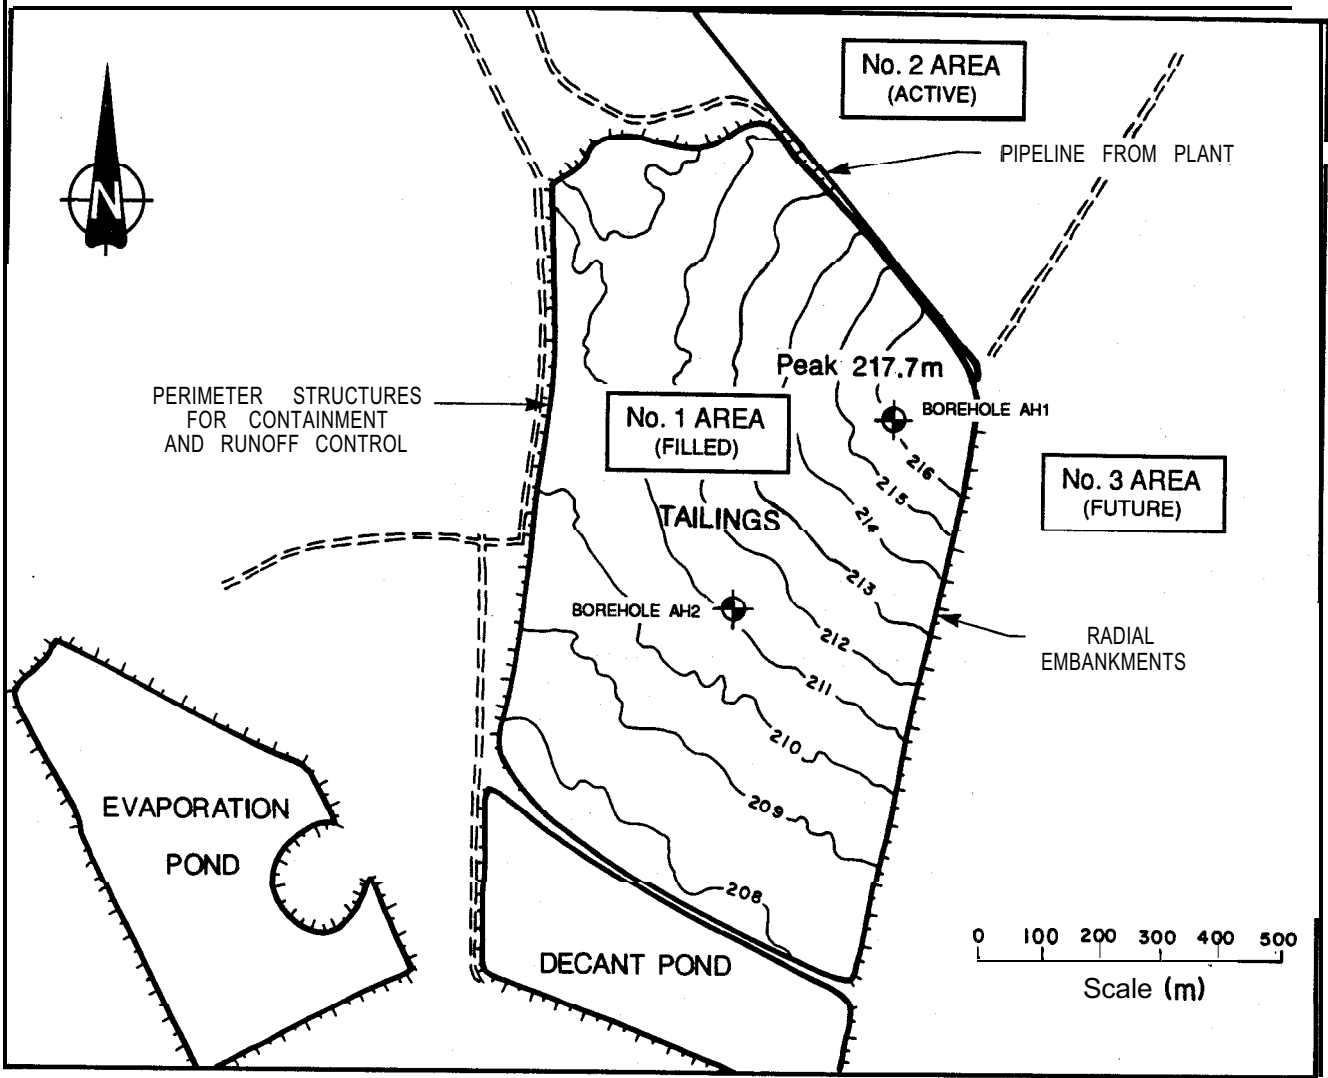 No. 2 AREA
(ACTIVE)
PIPELINE FROM PLANT
N
Peak 217.7m
PERIMETER STRUCTURES
FOR CONTAINMENT
AND RUNOFF CONTROL
No. 1 AREA
(FILLED)
BOREHOLE AH1
No. 3 AREA
(FUTURE)
TAILINGS
216
215
214
213
212
211
210
209
208
BOREHOLE AH2
RADIAL
EMBANKMENTS
EVAPORATION
POND
DECANT POND
0 100 200 300 400 500
Scale (m)